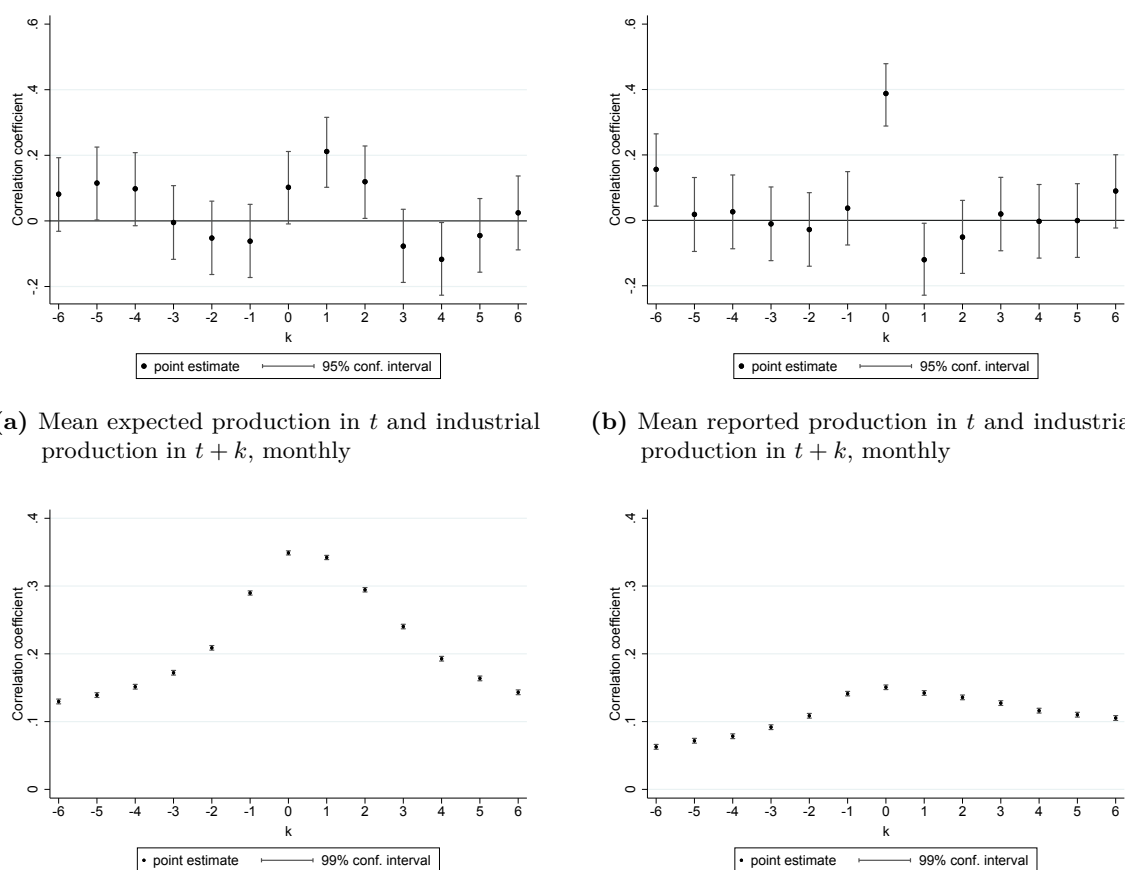 Correlation coefficient
.6
.4
.2
0
-.2
-6 -5 -4 -3 -2 -1 0 1 2 3 4 5 6
k
point estimate 95% conf. interval
Correlation coefficient
.6
.4
.2
0
-.2
-6 -5 -4 -3 -2 -1 0 1 2 3 4 5 6
k
point estimate 95% conf. interval
a) Mean expected production in t and industrial
production in t + k, monthly
(b) Mean reported production in t and industria
production in t + k, monthly
Correlation coefficient
.4
.3
.2
.1
0
-6 -5 -4 -3 -2 -1 0 1 2 3 4 5 6
k
point estimate 99% conf. interval
Correlation coefficient
.4
.3
.2
.1
0
-6 -5 -4 -3 -2 -1 0 1 2 3 4 5 6
k
point estimate 99% conf. interval